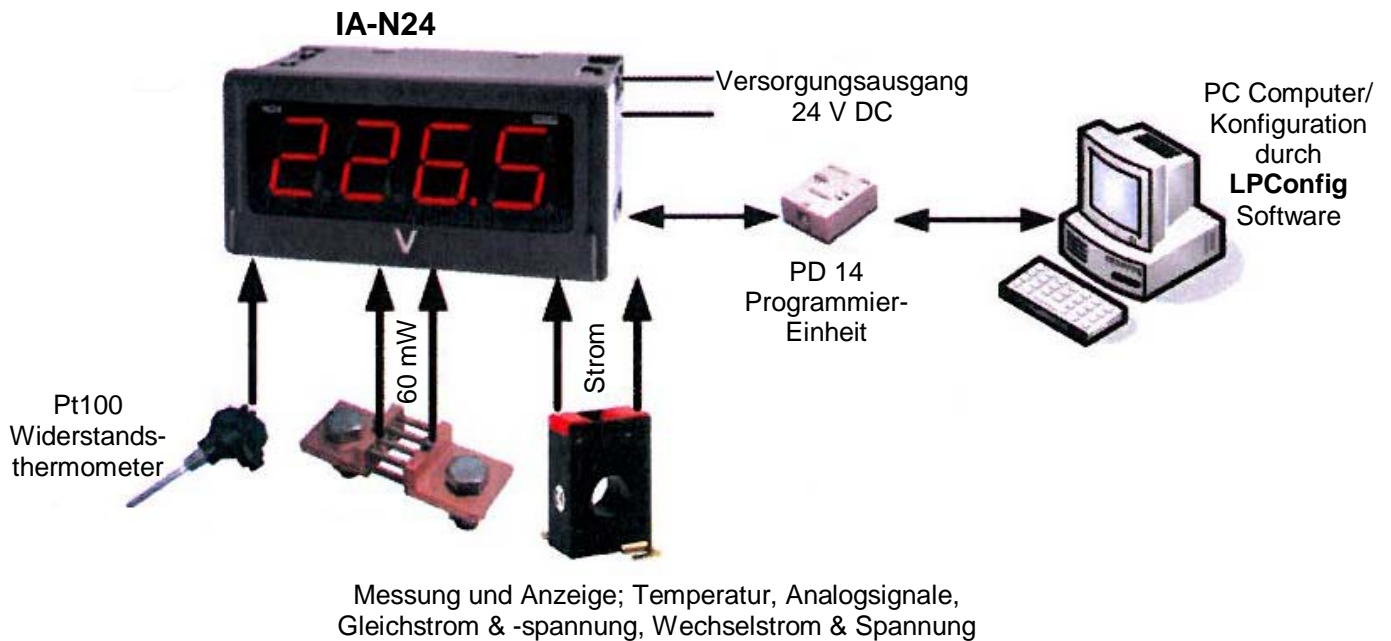 IA-N24
226.5
V
Versorgungsausgang
24 V DC
PC Computer/
Konfiguration
durch
LPConfig
Software
PD 14
Programmier-
Einheit
60 mW
Strom
Pt100
Widerstands-
thermometer
Messung und Anzeige; Temperatur, Analogsignale,
Gleichstrom & -spannung, Wechselstrom & Spannung